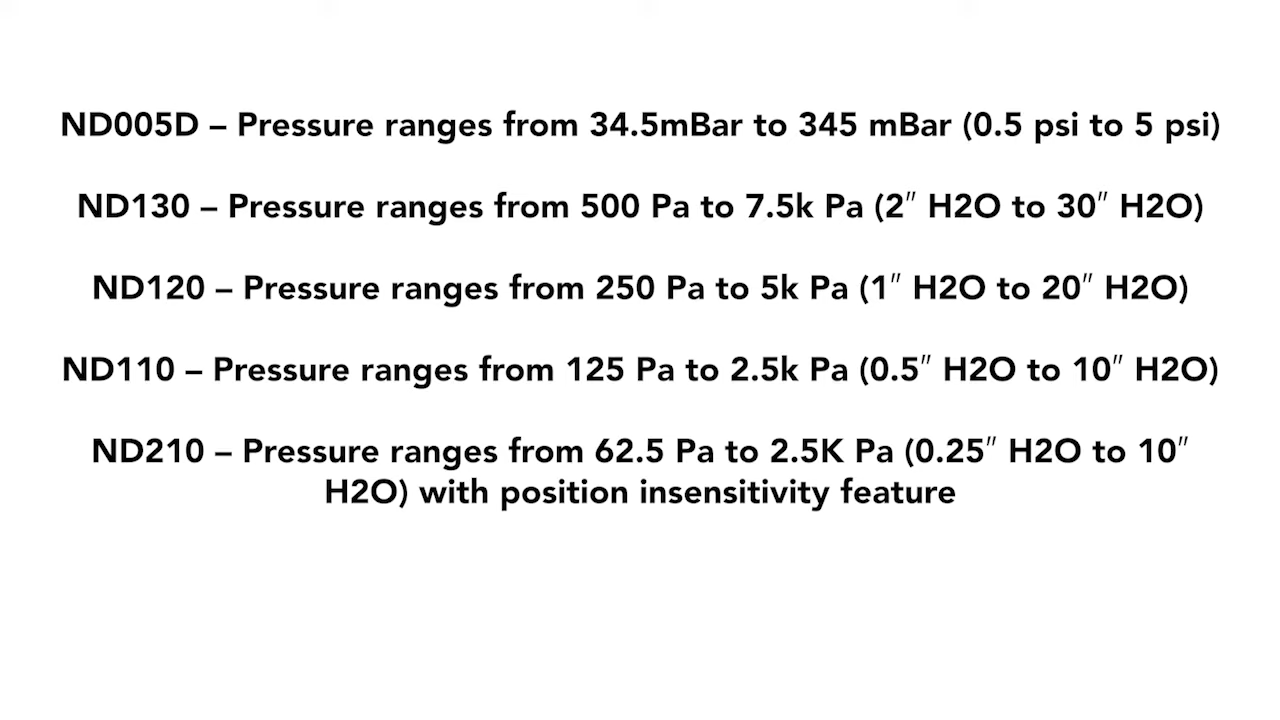 ND005D – Pressure ranges from 34.5mBar to 345 mBar (0.5 psi to 5 psi)
ND130 – Pressure ranges from 500 Pa to 7.5k Pa (2″ H2O to 30″ H2O)
ND120 – Pressure ranges from 250 Pa to 5k Pa (1″ H2O to 20″ H2O)
ND110 – Pressure ranges from 125 Pa to 2.5k Pa (0.5″ H2O to 10″ H2O)
ND210 – Pressure ranges from 62.5 Pa to 2.5K Pa (0.25″ H2O to 10″
H2O) with position insensitivity feature